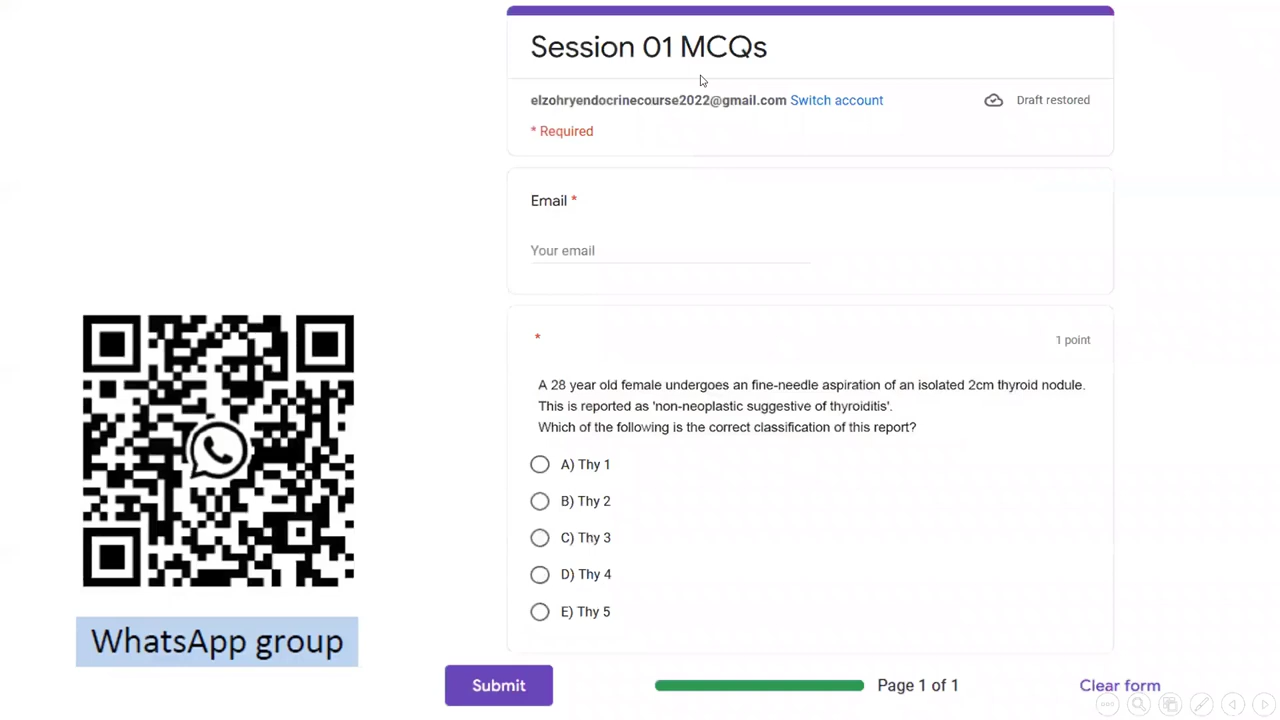 Session 01 MCQs
elzohryendocrinecourse2022@gmail.com Switch account
Draft restored
* Required
Email *
Your email
*
1 point
A 28 year old female undergoes an fine-needle aspiration of an isolated 2cm thyroid nodule.
This is reported as 'non-neoplastic suggestive of thyroiditis'.
Which of the following is the correct classification of this report?
A) Thy 1
B) Thy 2
C) Thy 3
D) Thy 4
E) Thy 5
WhatsApp group
Submit
Page 1 of 1
Clear form